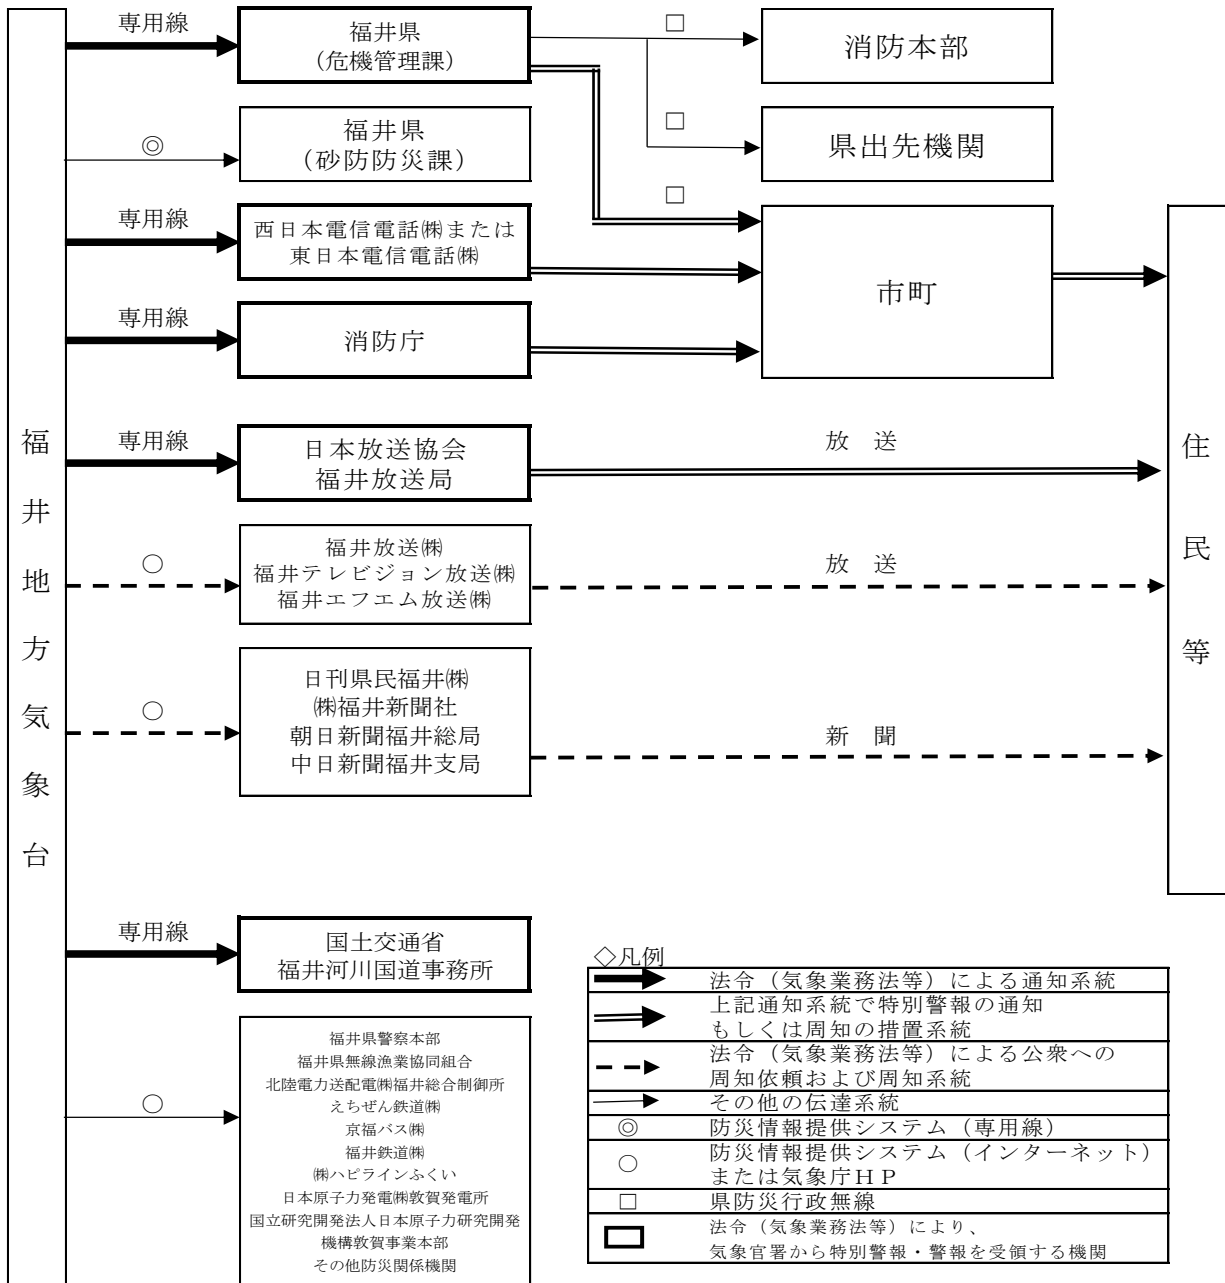 福井地方気象台
専用線
福井県
（危機管理課）
□
消防本部
◎
福井県
（砂防防災課）
□
県出先機関
□
専用線
西日本電信電話㈱または
東日本電信電話㈱
市町
専用線
消防庁
住民等
専用線
日本放送協会
福井放送局
放 送
○
福井放送㈱
福井テレビジョン放送㈱
福井エフエム放送㈱
放 送
○
日刊県民福井㈱
㈱福井新聞社
朝日新聞福井総局
中日新聞福井支局
新 聞
専用線
国土交通省
福井河川国道事務所
○
福井県警察本部
福井県無線漁業協同組合
北陸電力送配電㈱福井総合制御所
えちぜん鉄道㈱
京福バス㈱
福井鉄道㈱
㈱ハピラインふくい
日本原子力発電㈱敦賀発電所
国立研究開発法人日本原子力研究開発
機構敦賀事業本部
その他防災関係機関
◇凡例
法令（気象業務法等）による通知系統
上記通知系統で特別警報の通知
もしくは周知の措置系統
法令（気象業務法等）による公衆への
周知依頼および周知系統
その他の伝達系統
◎ 防災情報提供システム（専用線）
○ 防災情報提供システム（インターネット）
または気象庁ＨＰ
□ 県防災行政無線
法令（気象業務法等）により、
気象官署から特別警報・警報を受領する機関